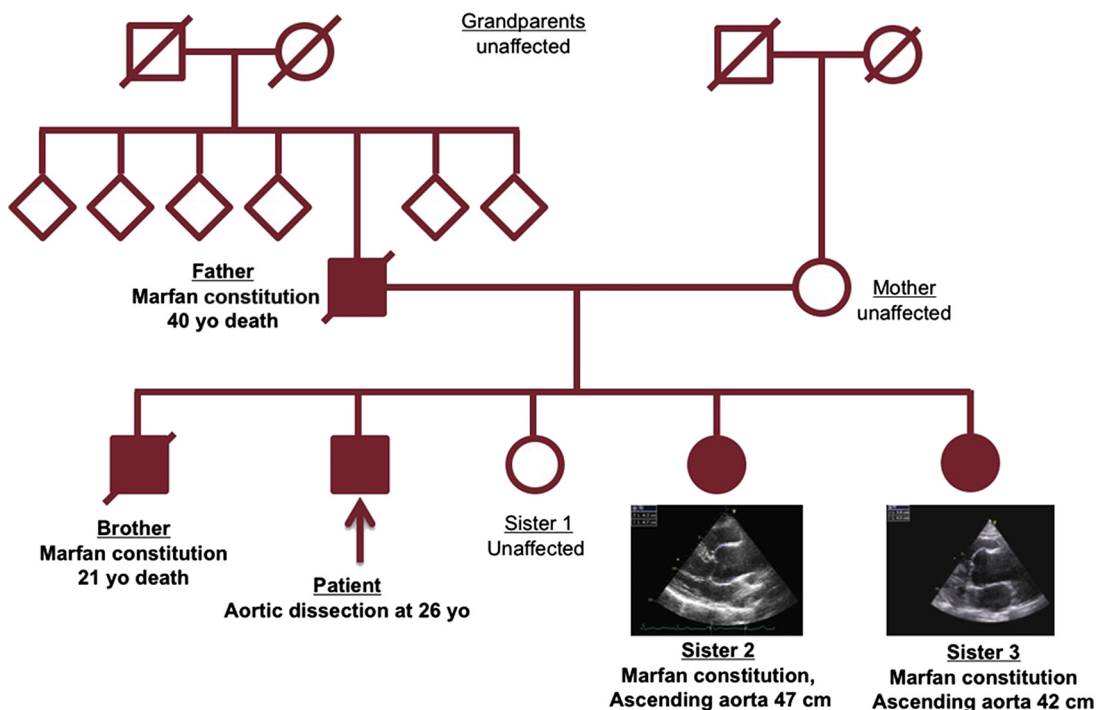 Grandparents
unaffected
Father
Marfan constitution
40 yo death
Mother
unaffected
Brother
Marfan constitution
21 yo death
Patient
Aortic dissection at 26 yo
Sister 1
Unaffected
Sister 2
Marfan constitution,
Ascending aorta 47 cm
Sister 3
Marfan constitution
Ascending aorta 42 cm